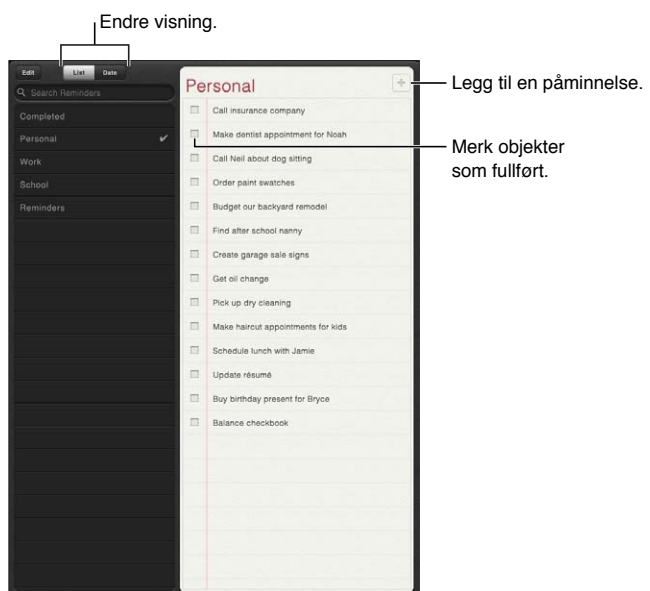 Endre visning.
Edit
List
Date
Search Reminders
Completed
Personal ✔
Work
School
Reminders
Personal
+
Call insurance company
Make dentist appointment for Noah
Call Neil about dog sitting
Order paint swatches
Budget our backyard remodel
Find after school nanny
Create garage sale signs
Get oil change
Pick up dry cleaning
Make haircut appointments for kids
Schedule lunch with Jamie
Update résumé
Buy birthday present for Bryce
Balance checkbook
Legg til en påminnelse.
Merk objekter
som fullført.